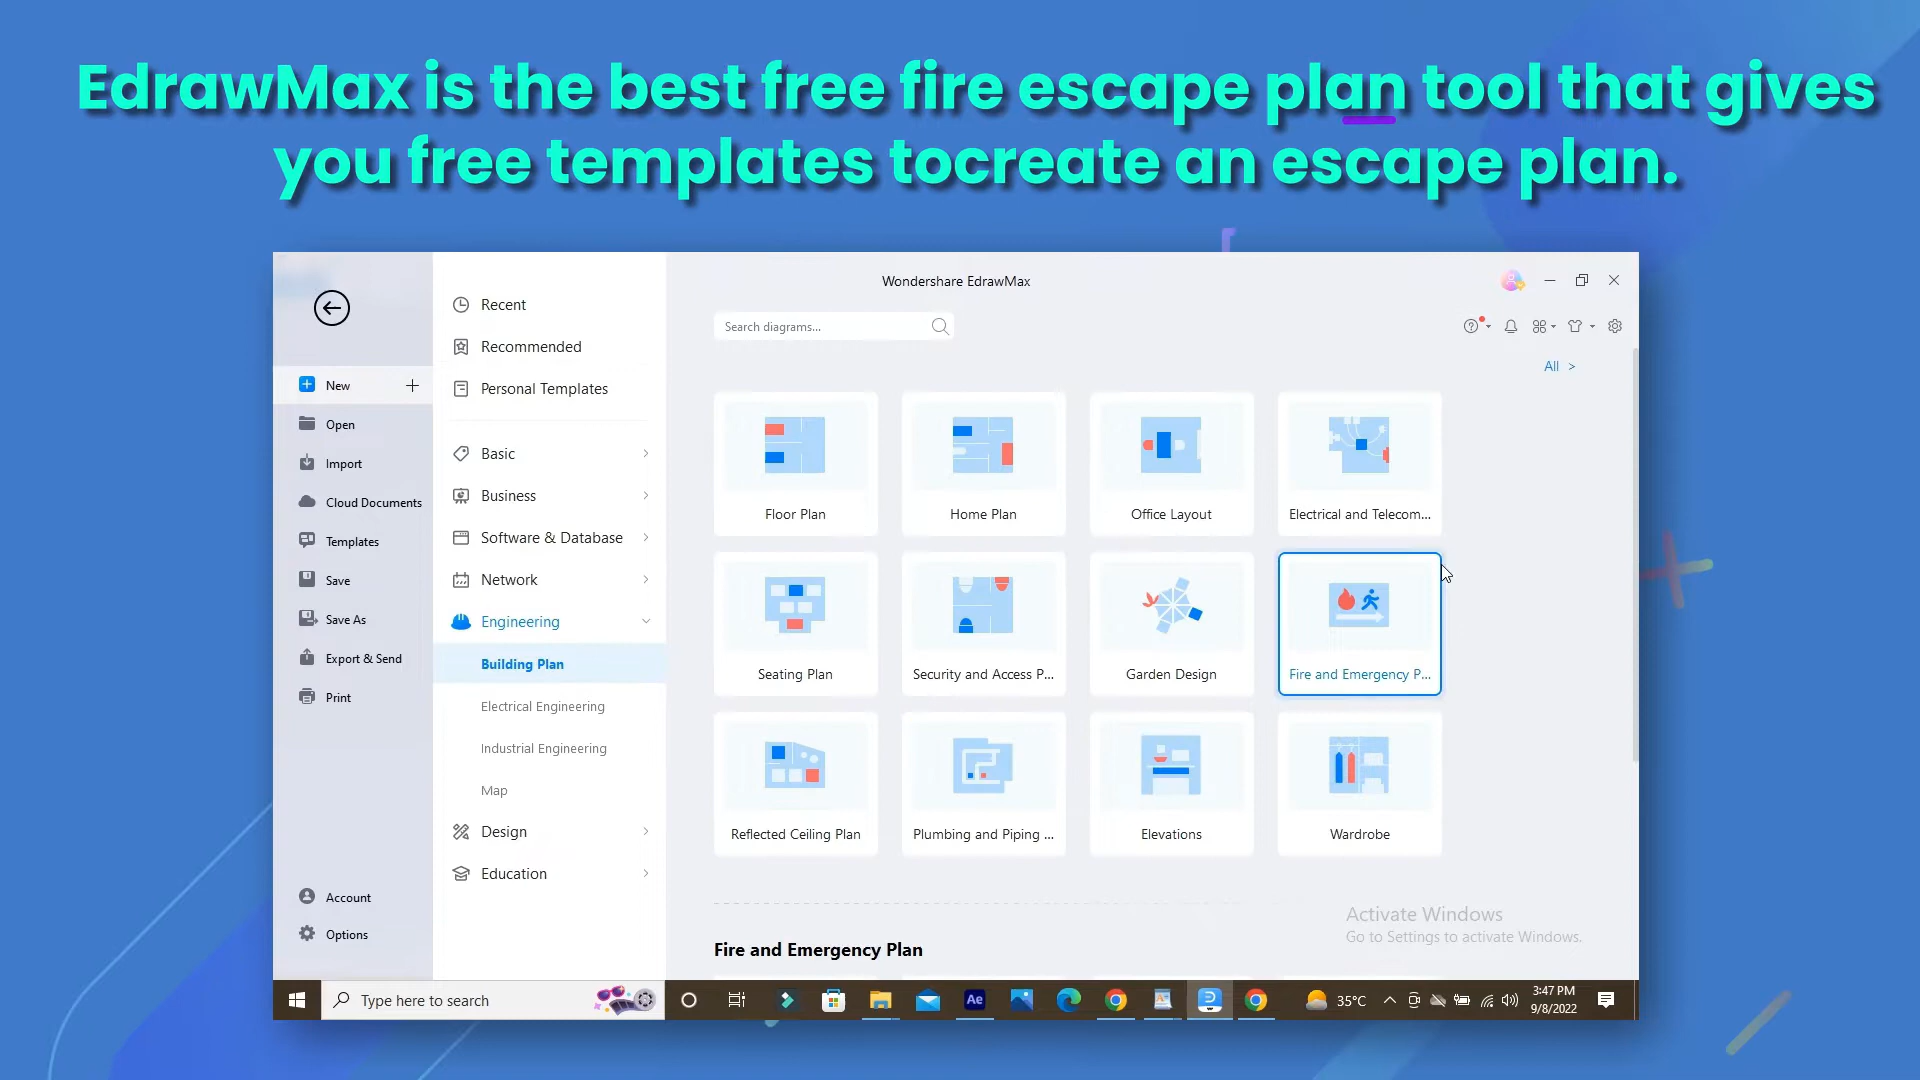 EdrawMax is the best free fire escape plan tool that gives
you free templates tocreate an escape plan.
Wondershare EdrawMax
Search diagrams...
All >
New
Open
Import
Cloud Documents
Templates
Save
Save As
Export & Send
Print
Account
Options
Recent
Recommended
Personal Templates
Basic
Business
Software & Database
Network
Engineering
Building Plan
Electrical Engineering
Industrial Engineering
Map
Design
Education
Floor Plan
Home Plan
Office Layout
Electrical and Telecom...
Seating Plan
Security and Access P...
Garden Design
Fire and Emergency P...
Reflected Ceiling Plan
Plumbing and Piping ...
Elevations
Wardrobe
Fire and Emergency Plan
Activate Windows
Go to Settings to activate Windows.
Type here to search
Ae
35°C
3:47 PM
9/8/2022